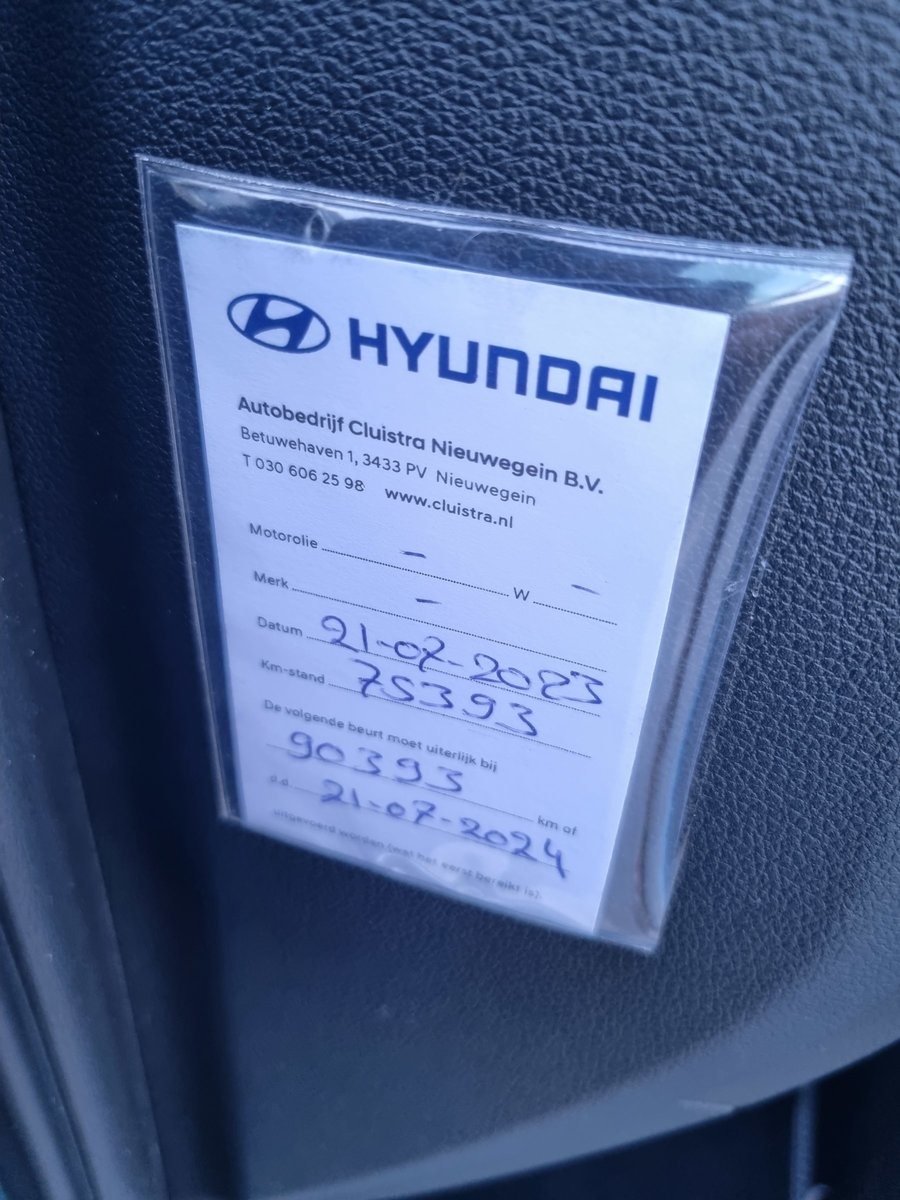 HYUNDAI
Autobedrijf Cluistra Nieuwegein B.V.
Betuwehaven 1, 3433 PV Nieuwegein
T 030 606 25 98 www.cluistra.nl
Motorolie - W -
Merk -
Datum 21-07-2023
Km-stand 75393
De volgende beurt moet uiterlijk bij
90393 km of
d.d. 21-07-2024
uitgevoerd worden (wat het eerst bereikt is).